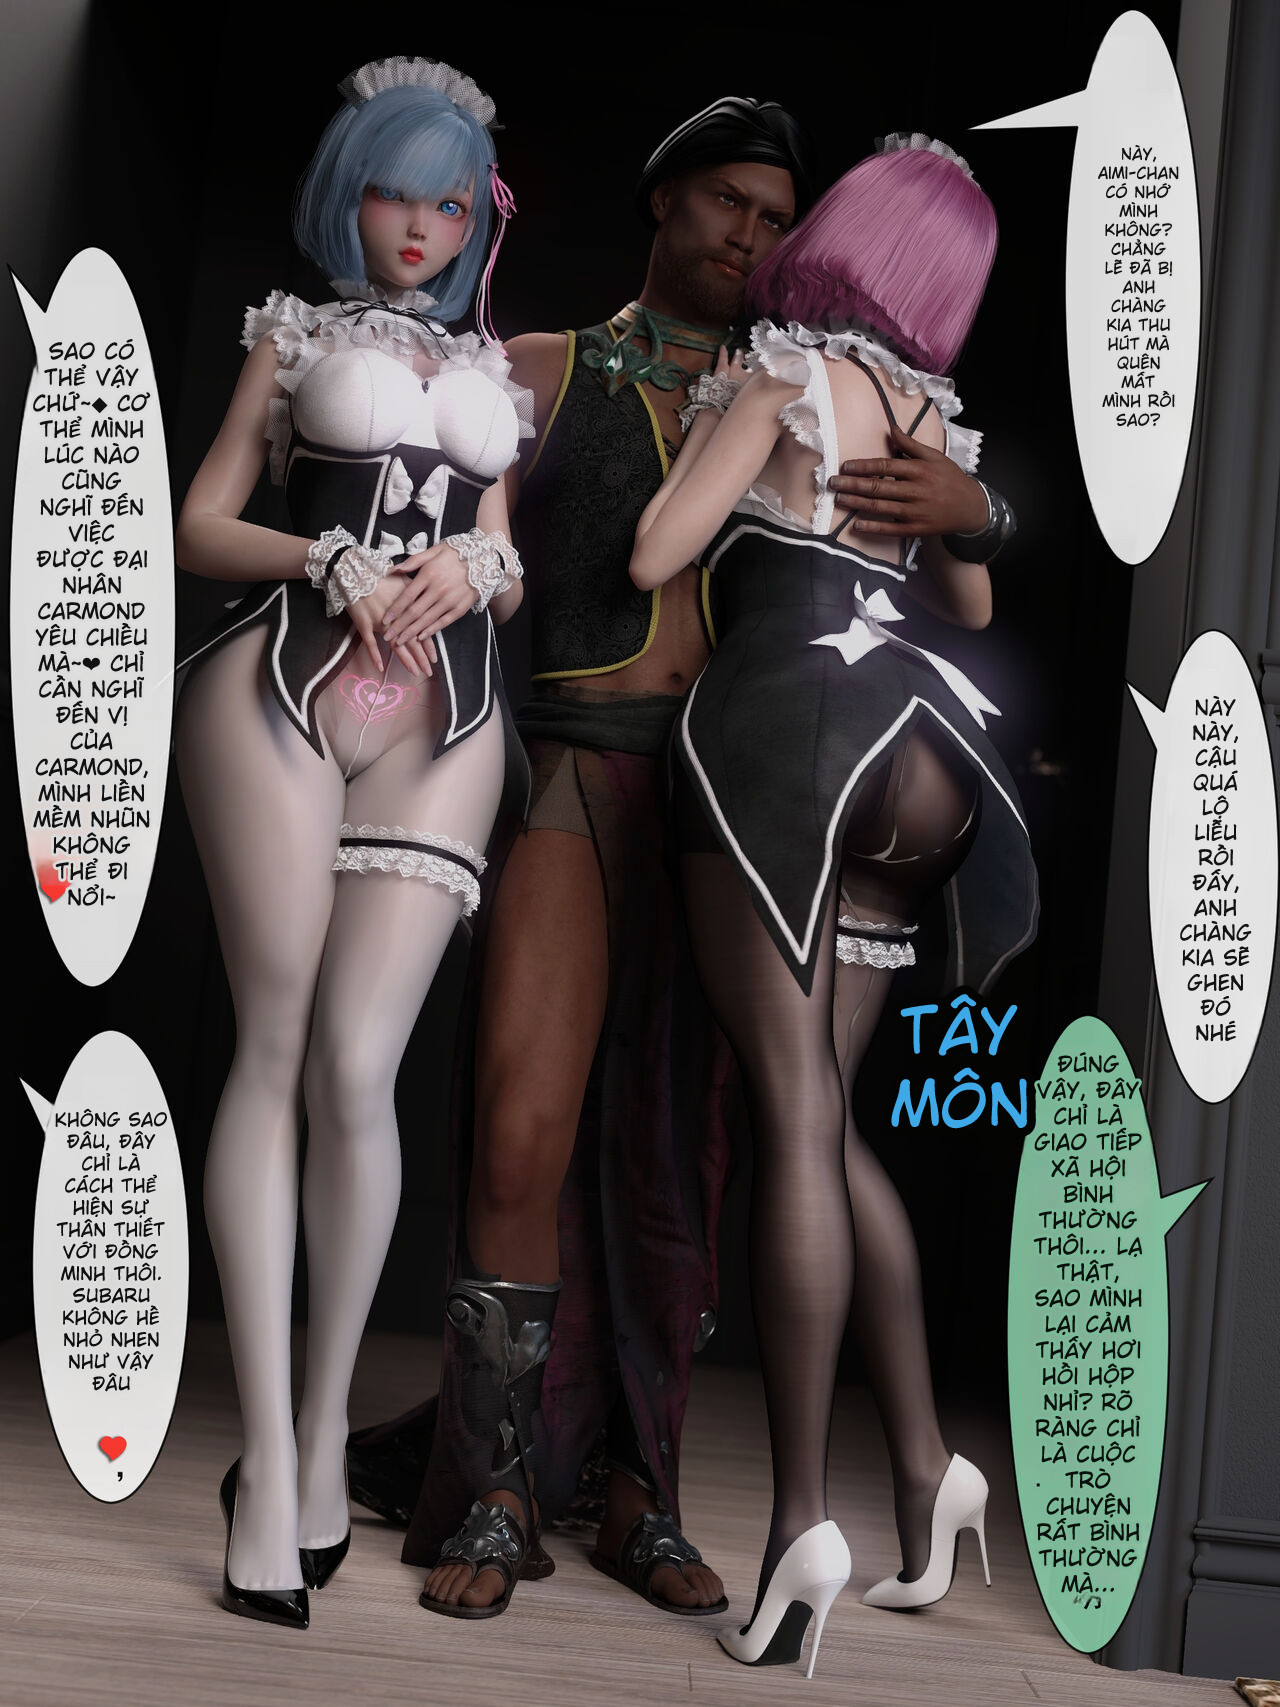 NÀY,
AIMI-CHAN
CÓ NHỚ
MÌNH
KHÔNG?
CHẲNG
LẼ ĐÃ BỊ
ANH
CHÀNG
KIA THU
HÚT MÀ
QUÊN
MẤT
MÌNH RỒI
SAO?
SAO CÓ
THỂ VẬY
CHỨ~◆ CƠ
THỂ MÌNH
LÚC NÀO
CŨNG
NGHĨ ĐẾN
VIỆC
ĐƯỢC ĐẠI
NHÂN
CARMOND
YÊU CHIỀU
MÀ~❤ CHỈ
CẦN NGHĨ
ĐẾN VỊ
CỦA
CARMOND,
MÌNH LIỀN
MỀM NHŨN
KHÔNG
THỂ ĐI
NỔI~
NÀY
NÀY,
CẬU
QUÁ
LỘ
LIỄU
RỒI
ĐẤY,
ANH
CHÀNG
KIA SẼ
GHEN
ĐÓ
NHÉ
KHÔNG SAO
ĐÂU, ĐÂY
CHỈ LÀ
CÁCH THỂ
HIỆN SỰ
THÂN THIẾT
VỚI ĐỒNG
MINH THÔI.
SUBARU
KHÔNG HỀ
NHỎ NHEN
NHƯ VẬY
ĐÂU
,
TÂY
MÔN
ĐÚNG
VẬY, ĐÂY
CHỈ LÀ
GIAO TIẾP
XÃ HỘI
BÌNH
THƯỜNG
THÔI... LẠ
THẬT,
SAO MÌNH
LẠI CẢM
THẤY HƠI
HỒI HỘP
NHỈ? RÕ
RÀNG CHỈ
LÀ CUỘC
. TRÒ
CHUYỆN
RẤT BÌNH
THƯỜNG
MÀ...